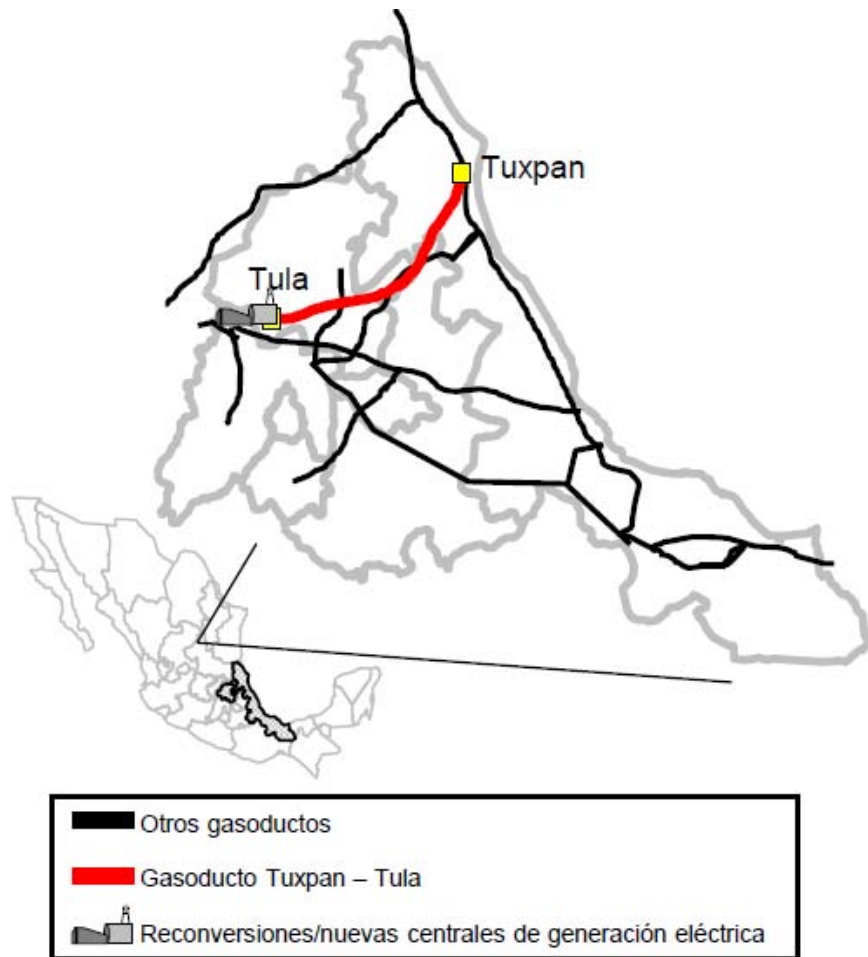 Tuxpan
Tula
Otros gasoductos
Gasoducto Tuxpan – Tula
Reconversiones/nuevas centrales de generación eléctrica